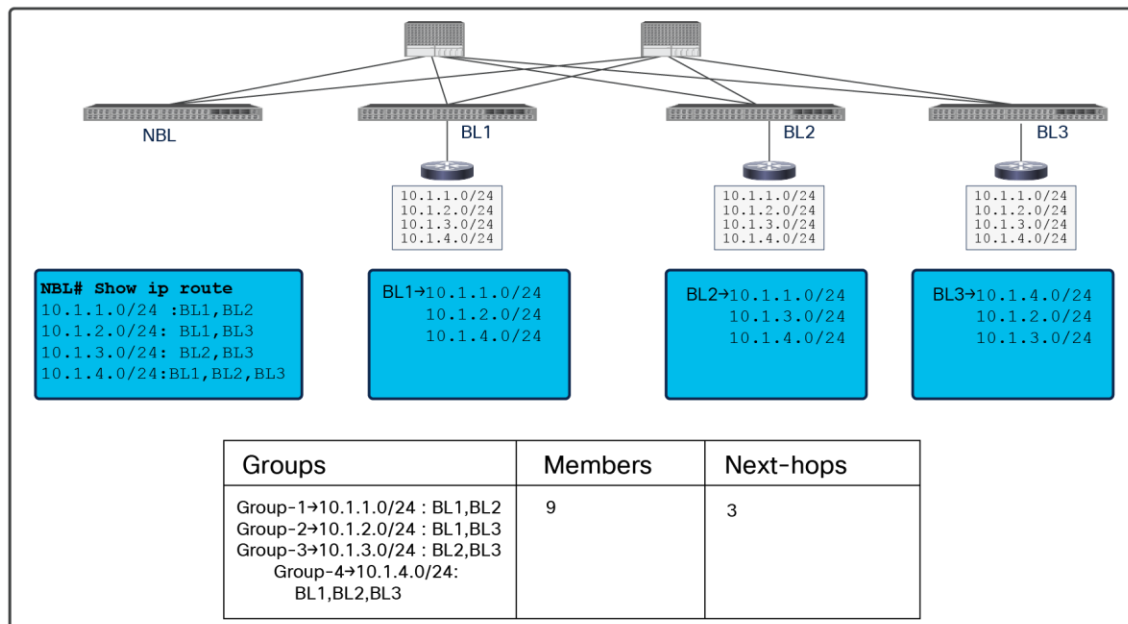 NBL
BL1
BL2
BL3
10.1.1.0/24
10.1.2.0/24
10.1.3.0/24
10.1.4.0/24
10.1.1.0/24
10.1.2.0/24
10.1.3.0/24
10.1.4.0/24
10.1.1.0/24
10.1.2.0/24
10.1.3.0/24
10.1.4.0/24
NBL# Show ip route
10.1.1.0/24 :BL1,BL2
10.1.2.0/24: BL1,BL3
10.1.3.0/24: BL2,BL3
10.1.4.0/24:BL1,BL2,BL3
BL1→10.1.1.0/24
10.1.2.0/24
10.1.4.0/24
BL2→10.1.1.0/24
10.1.3.0/24
10.1.4.0/24
BL3→10.1.4.0/24
10.1.2.0/24
10.1.3.0/24
Groups
Members
Next-hops
Group-1→10.1.1.0/24 : BL1,BL2
Group-2→10.1.2.0/24 : BL1,BL3
Group-3→10.1.3.0/24 : BL2,BL3
Group-4→10.1.4.0/24:
BL1,BL2,BL3
9
3